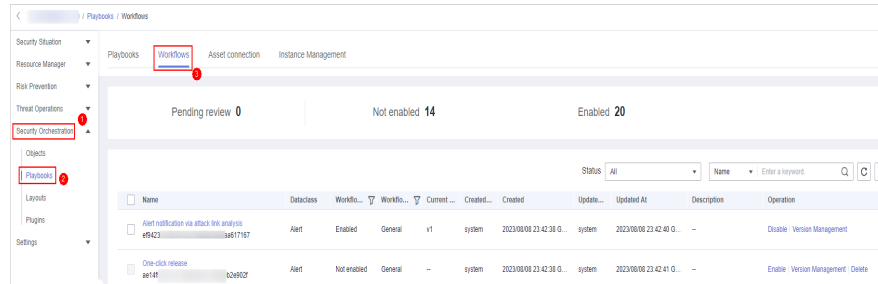 / Playbooks / Workflows
Security Situation
Resource Manager
Risk Prevention
Threat Operations
1
Security Orchestration
Objects
Playbooks 2
Layouts
Plugins
Settings
Playbooks Workflows Asset connection Instance Management
3
Pending review 0 Not enabled 14 Enabled 20
Status All Name Enter a keyword.
Name Dataclass Workflo... Workflo... Current ... Created... Created Update... Updated At Description Operation
Alert notification via attack link analysis
ef9423 aa617167
Alert Enabled General v1 system 2023/08/08 23:42:38 G... system 2023/08/08 23:42:40 G... -- Disable Version Management
One-click release
ae14f b2e902f
Alert Not enabled General -- system 2023/08/08 23:42:38 G... system 2023/08/08 23:42:41 G... -- Enable Version Management Delete